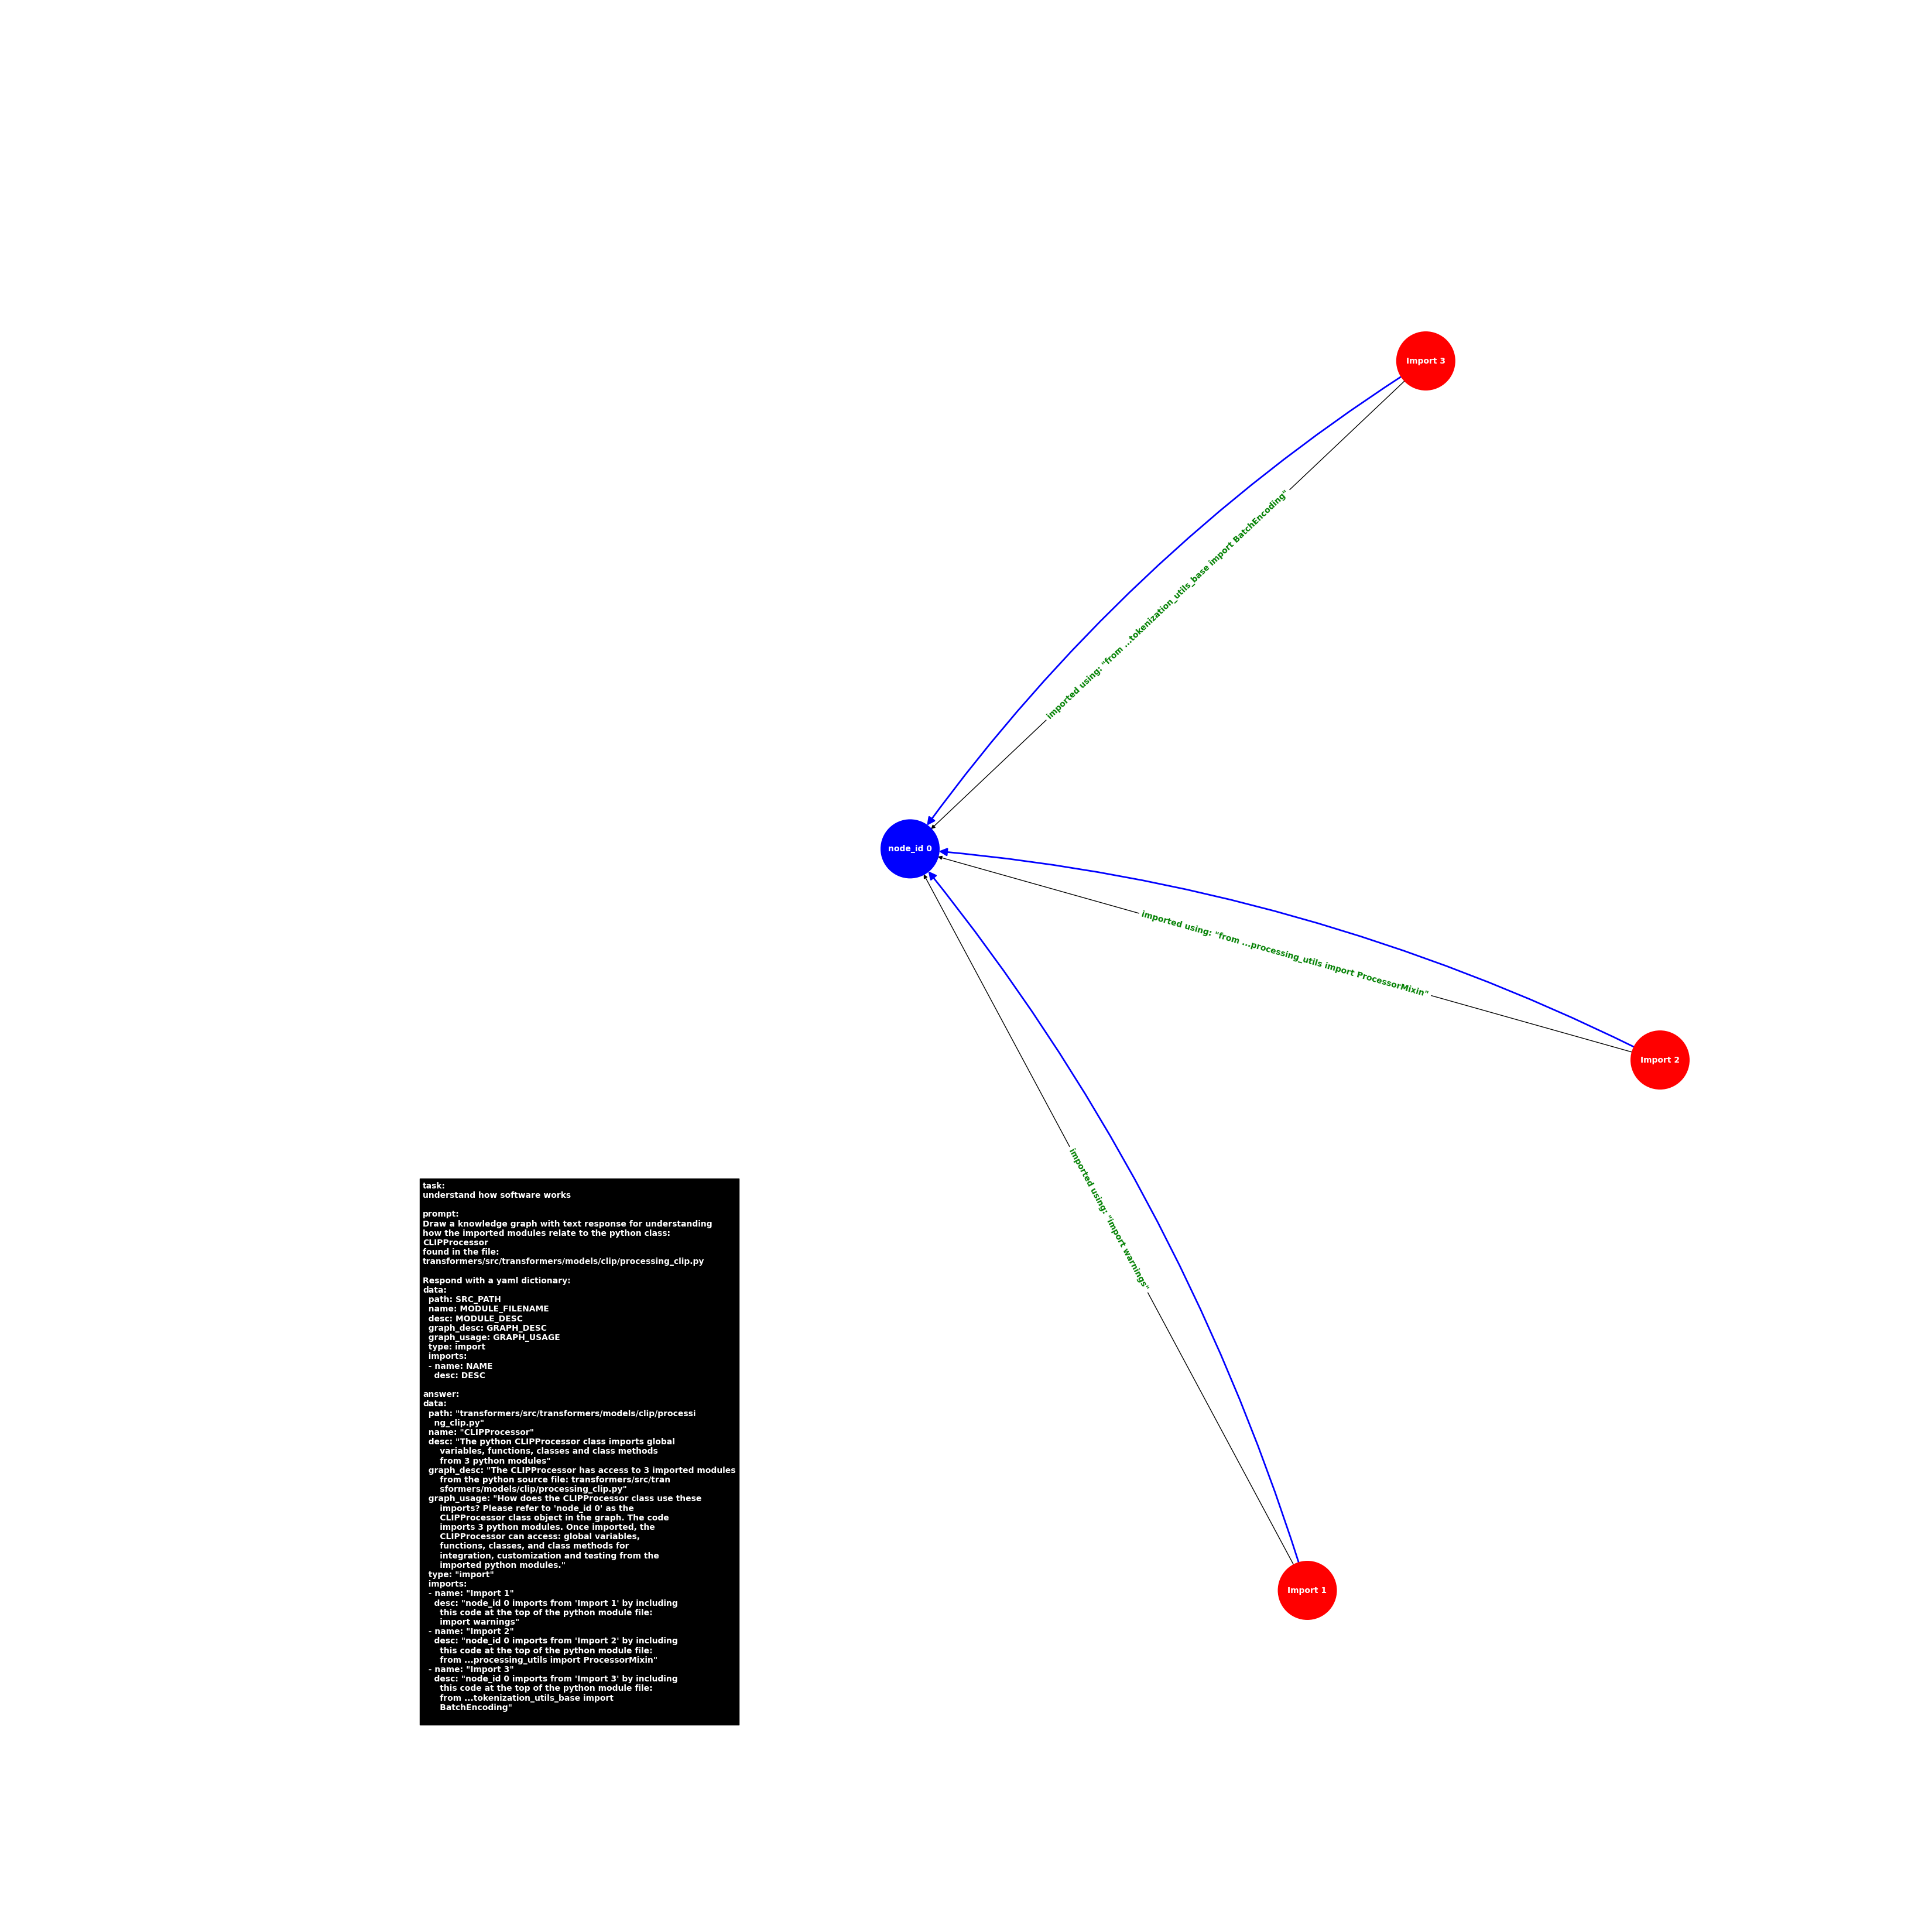 Import 3
imported using: "from ...tokenization_utils_base import BatchEncoding"
node_id 0
imported using: "from ...processing_utils import ProcessorMixin"
Import 2
imported using: "import warnings"
Import 1
task:
understand how software works

prompt:
Draw a knowledge graph with text response for understanding
how the imported modules relate to the python class:
CLIPProcessor
found in the file:
transformers/src/transformers/models/clip/processing_clip.py

Respond with a yaml dictionary:
data:
  path: SRC_PATH
  name: MODULE_FILENAME
  desc: MODULE_DESC
  graph_desc: GRAPH_DESC
  graph_usage: GRAPH_USAGE
  type: import
  imports:
  - name: NAME
    desc: DESC

answer:
data:
  path: "transformers/src/transformers/models/clip/processi
    ng_clip.py"
  name: "CLIPProcessor"
  desc: "The python CLIPProcessor class imports global
      variables, functions, classes and class methods
      from 3 python modules"
  graph_desc: "The CLIPProcessor has access to 3 imported modules
      from the python source file: transformers/src/tran
      sformers/models/clip/processing_clip.py"
  graph_usage: "How does the CLIPProcessor class use these
      imports? Please refer to 'node_id 0' as the
      CLIPProcessor class object in the graph. The code
      imports 3 python modules. Once imported, the
      CLIPProcessor can access: global variables,
      functions, classes, and class methods for
      integration, customization and testing from the
      imported python modules."
  type: "import"
  imports:
  - name: "Import 1"
    desc: "node_id 0 imports from 'Import 1' by including
      this code at the top of the python module file:
      import warnings"
  - name: "Import 2"
    desc: "node_id 0 imports from 'Import 2' by including
      this code at the top of the python module file:
      from ...processing_utils import ProcessorMixin"
  - name: "Import 3"
    desc: "node_id 0 imports from 'Import 3' by including
      this code at the top of the python module file:
      from ...tokenization_utils_base import
      BatchEncoding"